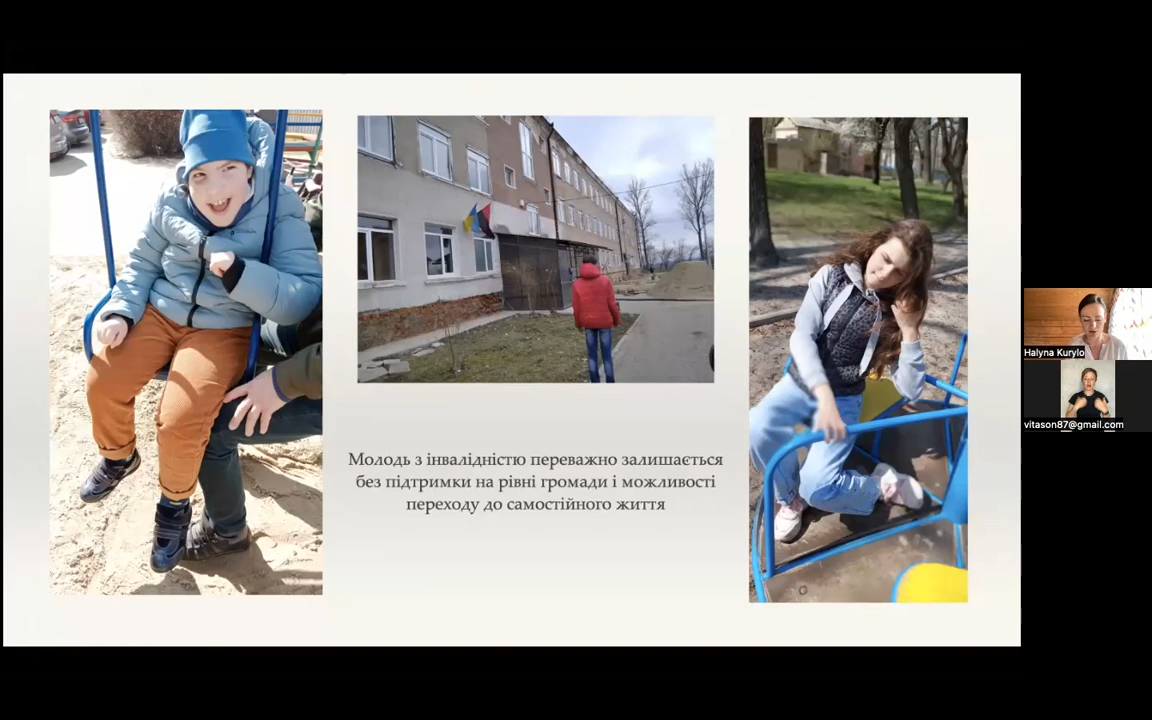 Молодь з інвалідністю переважно залишається
без підтримки на рівні громади і можливості
переходу до самостійного життя
Halyna Kurylo
vitason87@gmail.com